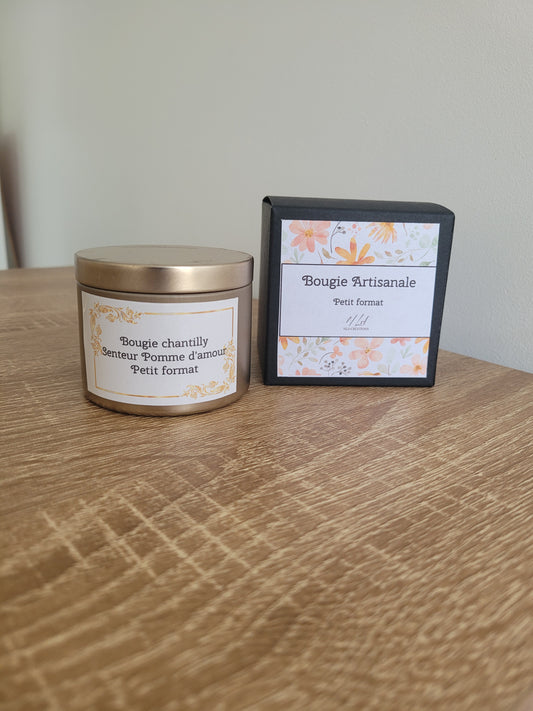 Bougie chantilly
Senteur Pomme d'amour
Petit format
Bougie Artisanale
Petit format